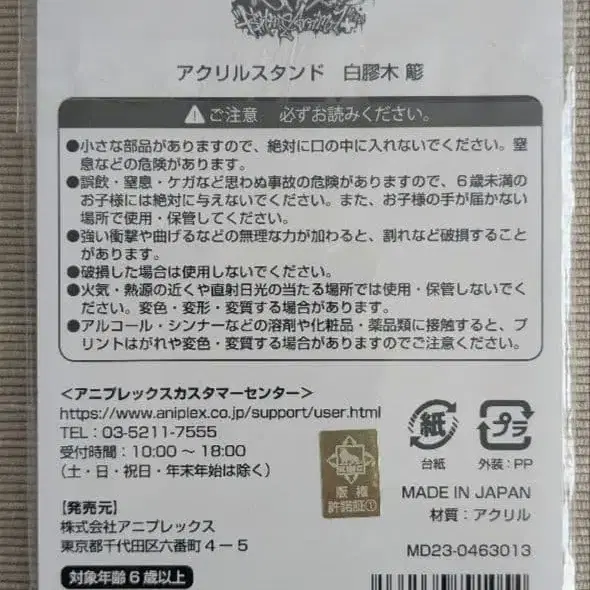 アクリルスタンド 白膠木 簓
ご注意 必ずお読みください。
●小さな部品がありますので、絶対に口の中に入れないでください。窒
息などの危険があります。
●誤飲・窒息・ケガなど思わぬ事故の危険がありますので、６歳未満の
お子様には絶対に与えないでください。また、お子様の手が届かない
場所で使用・保管してください。
●強い衝撃や曲げるなどの無理な力が加わると、割れなど破損すること
があります。
●破損した場合は使用しないでください。
●火気・熱源の近くや直射日光の当たる場所では使用・保管しないでく
ださい。変色・変形・変質する場合があります。
●アルコール・シンナーなどの溶剤や化粧品・薬品類に接触すると、プ
リントはがれや変色・変質する場合がありますのでご注意ください。
＜アニプレックスカスタマーセンター＞
https://www.aniplex.co.jp/support/user.html
TEL：03-5211-7555
受付時間：10:00～18:00
（土・日・祝日・年末年始は除く）
【発売元】
株式会社アニプレックス
東京都千代田区六番町４−５
対象年齢６歳以上
KING
版権
許諾証①
紙
台紙
プラ
外装：PP
MADE IN JAPAN
材質：アクリル
MD23-0463013